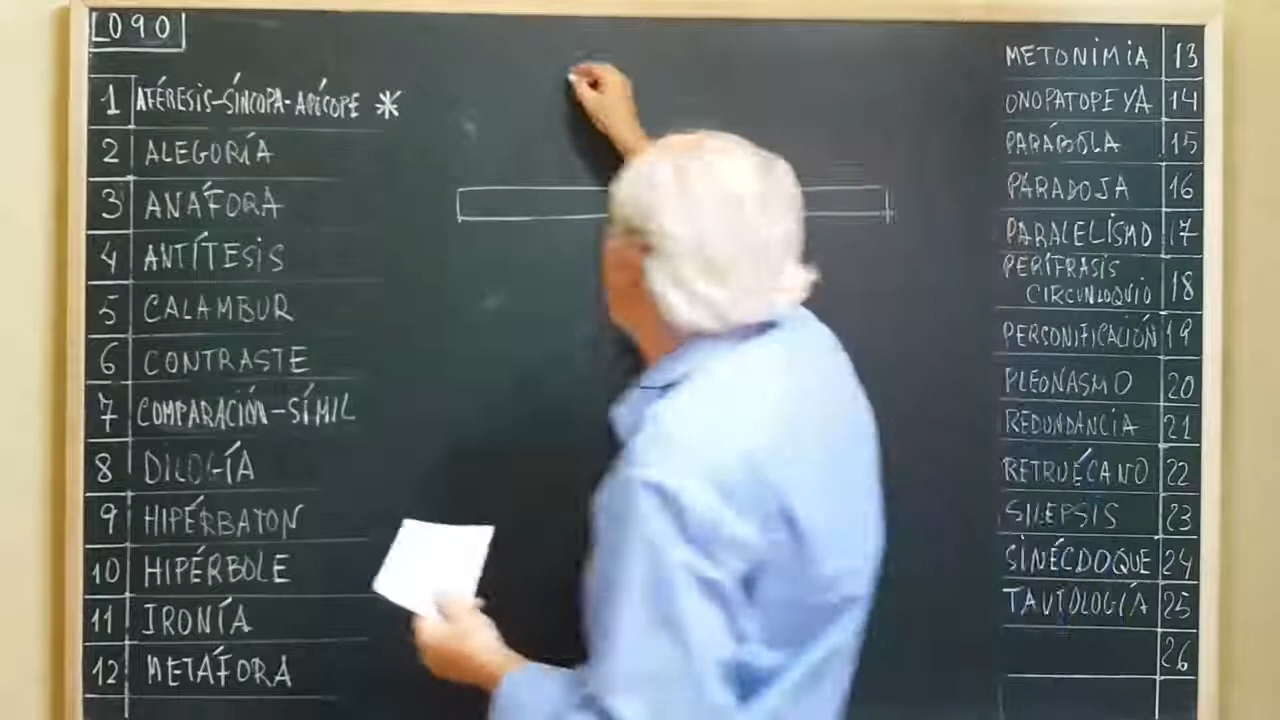 L090
1 AFÉRESIS-SÍNCOPA-APÓCOPE *
2 ALEGORÍA
3 ANÁFORA
4 ANTÍTESIS
5 CALAMBUR
6 CONTRASTE
7 COMPARACIÓN-SÍMIL
8 DILOGÍA
9 HIPÉRBATON
10 HIPÉRBOLE
11 IRONÍA
12 METÁFORA
METONIMIA 13
ONOPATOPEYA 14
PARÁBOLA 15
PARADOJA 16
PARALELISMO 17
PERÍFRASIS
CIRCUNLOQUIO 18
PERSONIFICACIÓN 19
PLEONASMO 20
REDUNDANCIA 21
RETRUÉCANO 22
SILEPSIS 23
SINÉCDOQUE 24
TAUTOLOGÍA 25
26